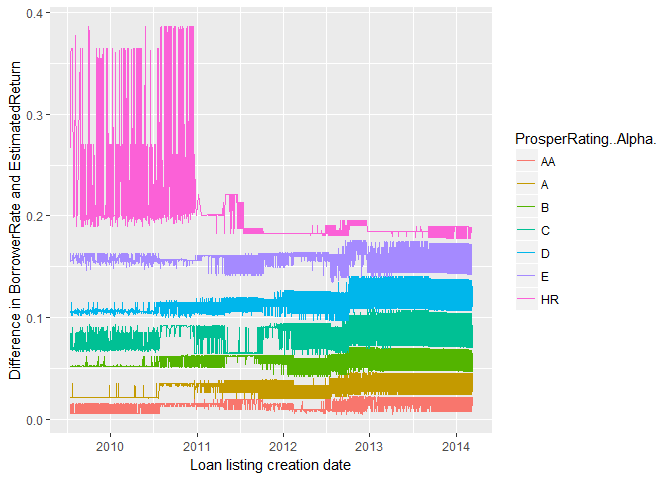 0.4
0.3
0.2
0.1
0.0
Difference in BorrowerRate and EstimatedReturn
2010 2011 2012 2013 2014
Loan listing creation date
ProsperRating..Alpha.
AA
A
B
C
D
E
HR